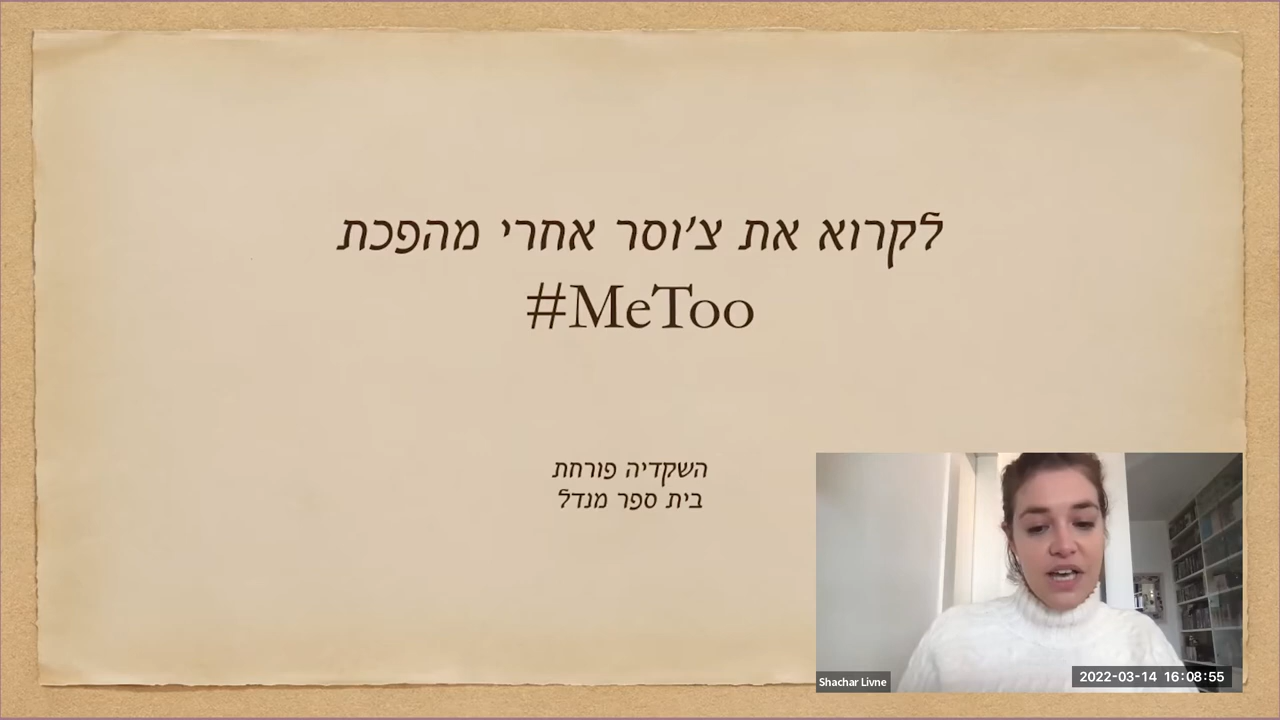 לקרוא את צ'וסר אחרי מהפכת
#MeToo
השקדיה פורחת
בית ספר מנדל
Shachar Livne
2022-03-14 16:08:55